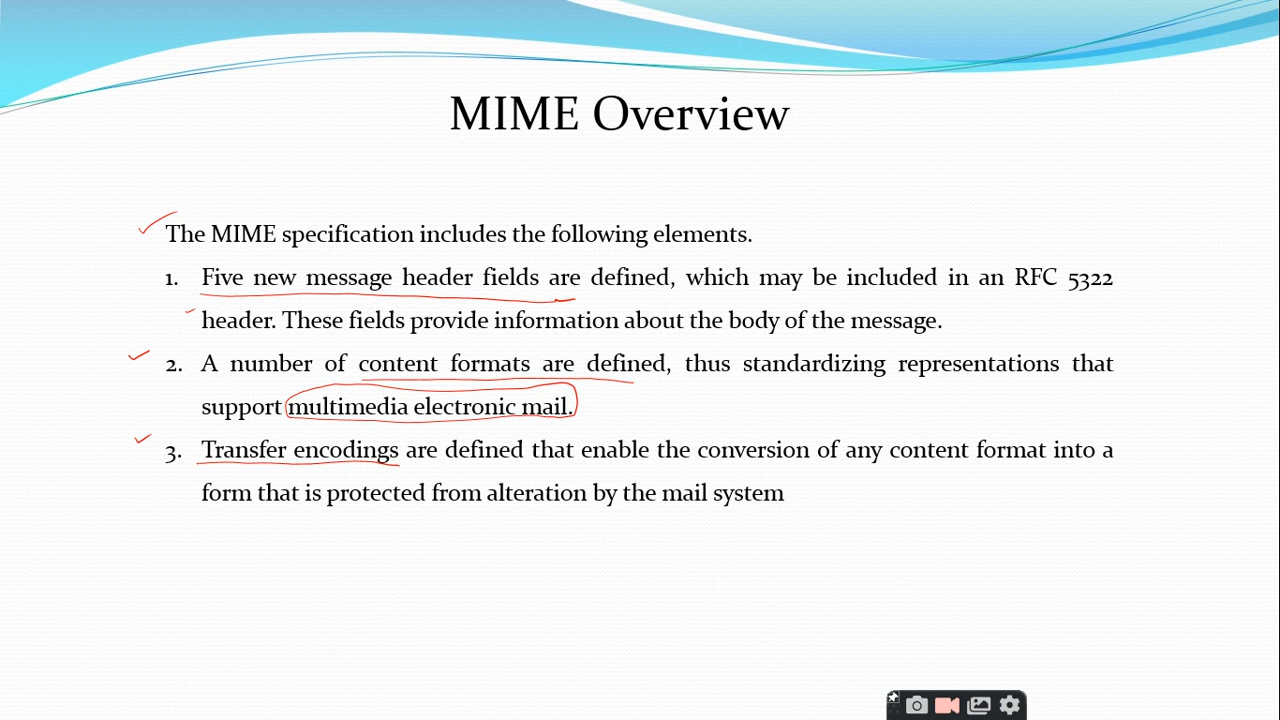 MIME Overview
The MIME specification includes the following elements.
1. Five new message header fields are defined, which may be included in an RFC 5322
header. These fields provide information about the body of the message.
2. A number of content formats are defined, thus standardizing representations that
support multimedia electronic mail.
3. Transfer encodings are defined that enable the conversion of any content format into a
form that is protected from alteration by the mail system